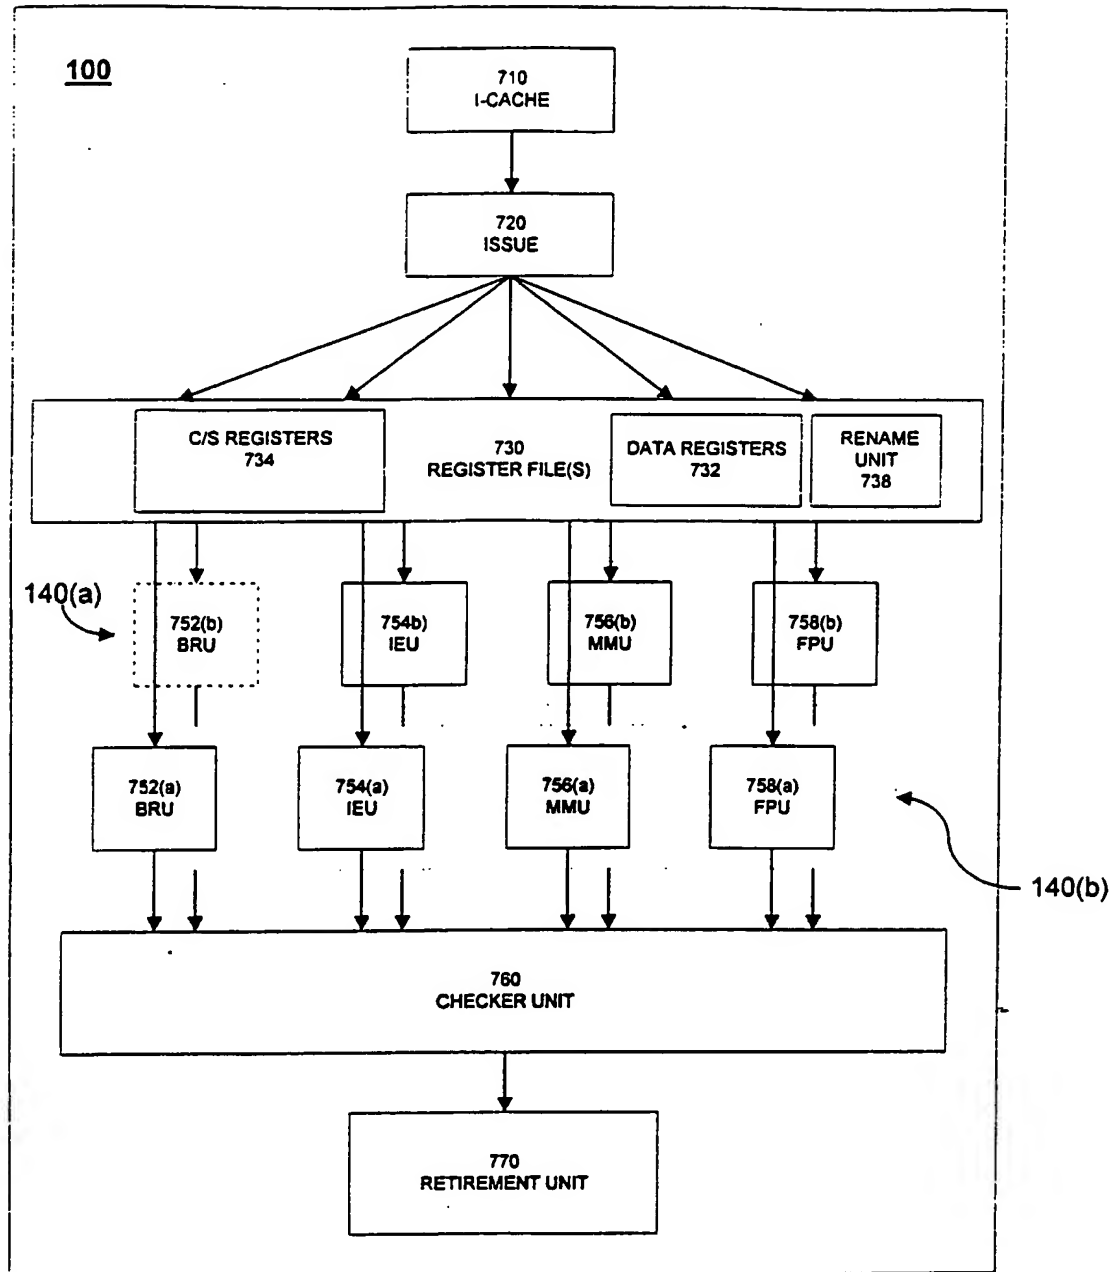 100
710
I-CACHE
720
ISSUE
C/S REGISTERS
734
730
REGISTER FILE(S)
DATA REGISTERS
732
RENAME
UNIT
738
140(a)
752(b)
BRU
754b)
IEU
756(b)
MMU
758(b)
FPU
752(a)
BRU
754(a)
IEU
756(a)
MMU
758(a)
FPU
140(b)
760
CHECKER UNIT
770
RETIREMENT UNIT